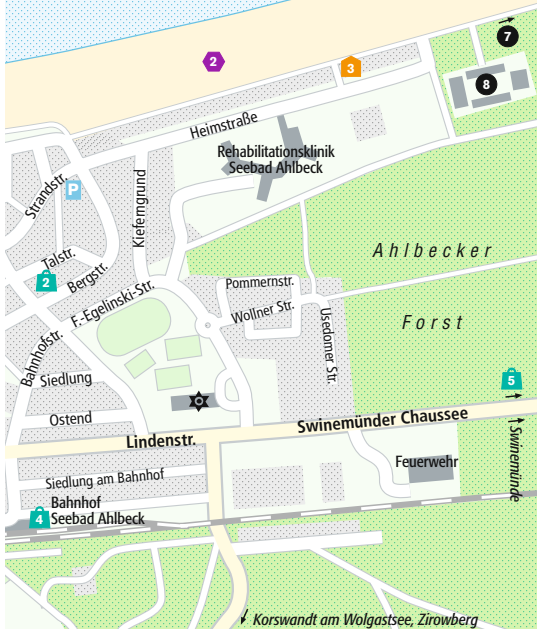 7
2
3
8
Heimstraße
Rehabilitationsklinik
Seebad Ahlbeck
Kieferngrund
Strandstr.
P
Ahlbecker
Talstr.
2
Bergstr.
Pommernstr.
F.-Egelinski-Str.
Wollner Str.
Usedomer Str.
Forst
Bahnhofstr.
Siedlung
5
Ostend
Swinemünder Chaussee
Lindenstr.
Swinemünde
Feuerwehr
Siedlung am Bahnhof
Bahnhof
4
Seebad Ahlbeck
Korswandt am Wolgastsee, Zirowberg